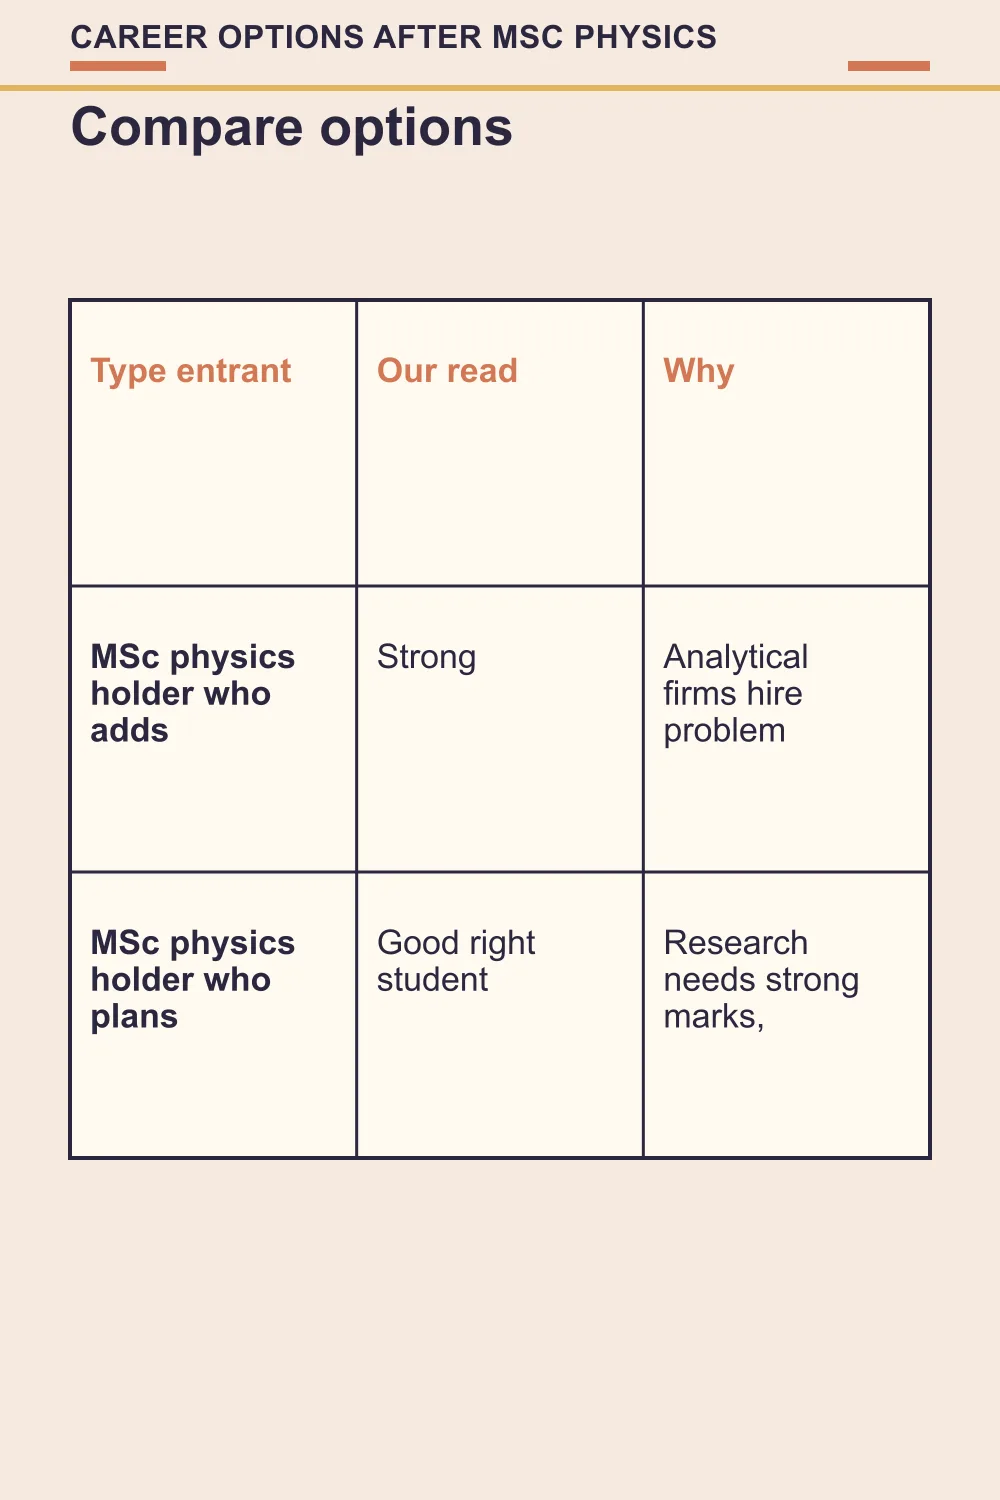 CAREER OPTIONS AFTER MSC PHYSICS
Compare options
Type entrant
Our read
Why
MSc physics
holder who
adds
Strong
Analytical
firms hire
problem
MSc physics
holder who
plans
Good right
student
Research
needs strong
marks,